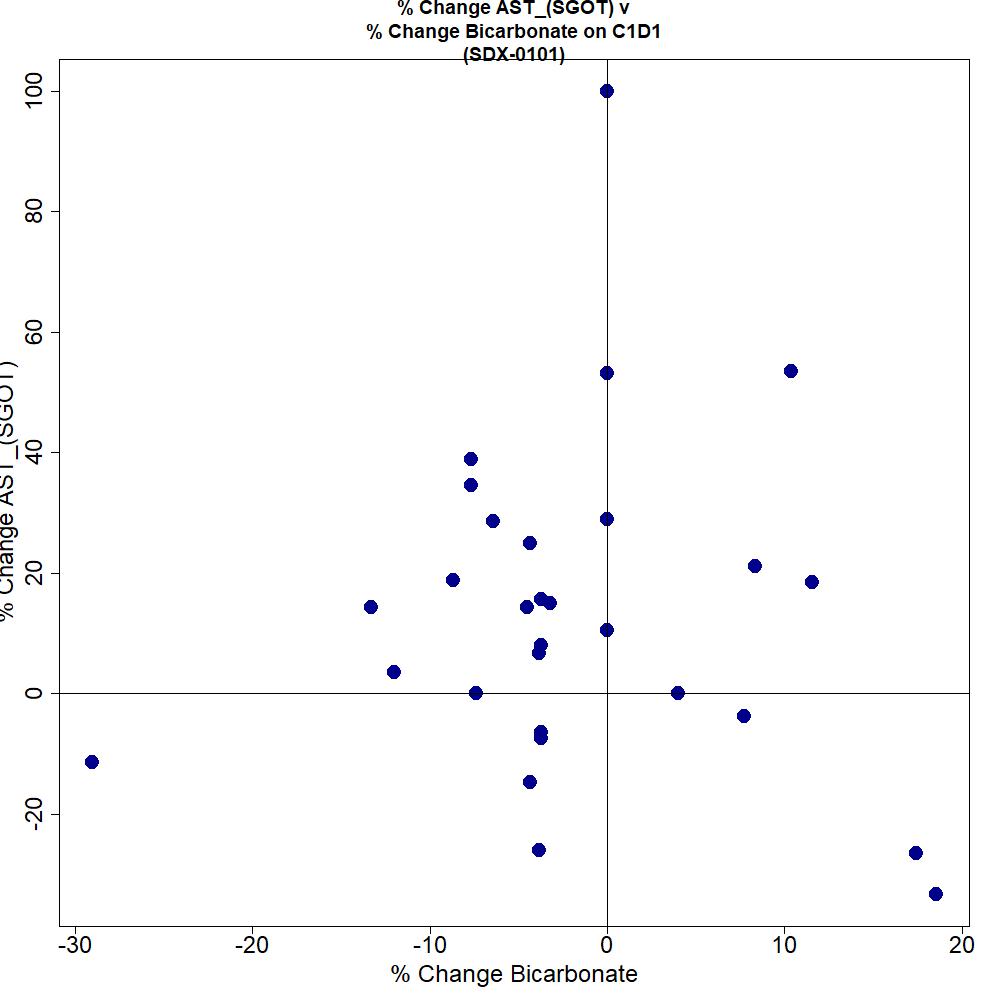 % Change AST_(SGOT) v
% Change Bicarbonate on C1D1
(SDX-0101)
100
80
60
40
20
0
-20
% Change AST_(SGOT)
-30
-20
-10
0
10
20
% Change Bicarbonate